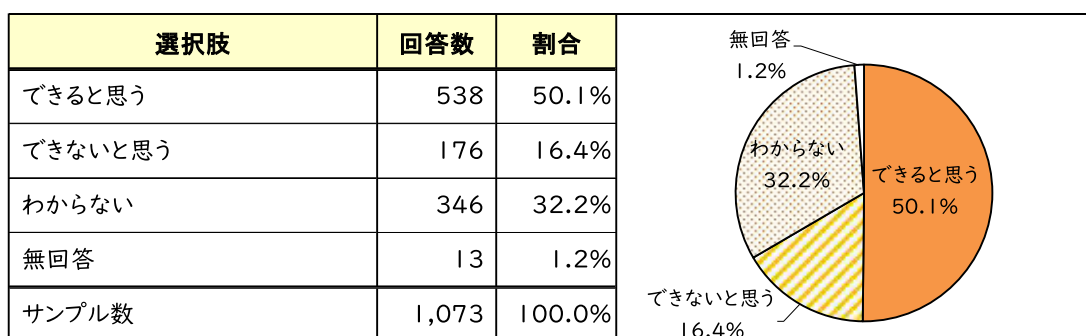 選択肢 回答数 割合
できると思う 538 50.1%
できないと思う 176 16.4%
わからない 346 32.2%
無回答 13 1.2%
サンプル数 1,073 100.0%
無回答
1.2%
わからない
32.2%
できると思う
50.1%
できないと思う
16.4%